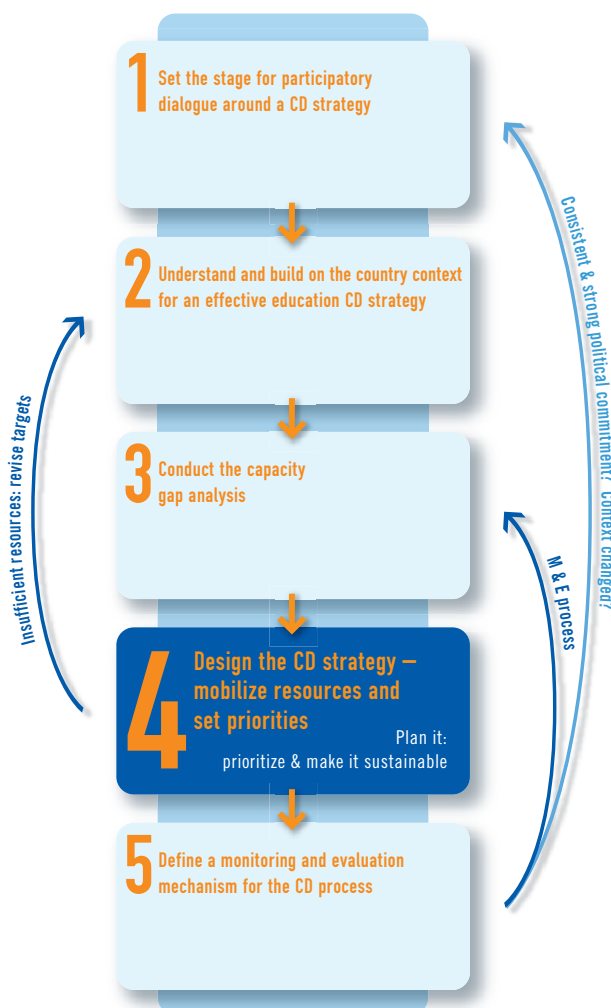 1
Set the stage for participatory
dialogue around a CD strategy
2
Understand and build on the country context
for an effective education CD strategy
3
Conduct the capacity
gap analysis
4
Design the CD strategy –
mobilize resources and
set priorities
Plan it:
prioritize & make it sustainable
5
Define a monitoring and evaluation
mechanism for the CD process
Insufficient resources: revise targets
M & E process
Consistent & strong political commitment? Context changed?